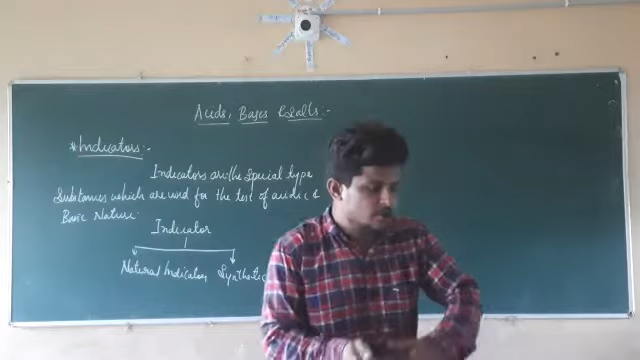 Acids, Bases & Salts:-
* Indicators:-
Indicators are the special type
Substances which are used for the test of acidic &
Basic Nature.
Indicator
Natural Indicator, Synthetic